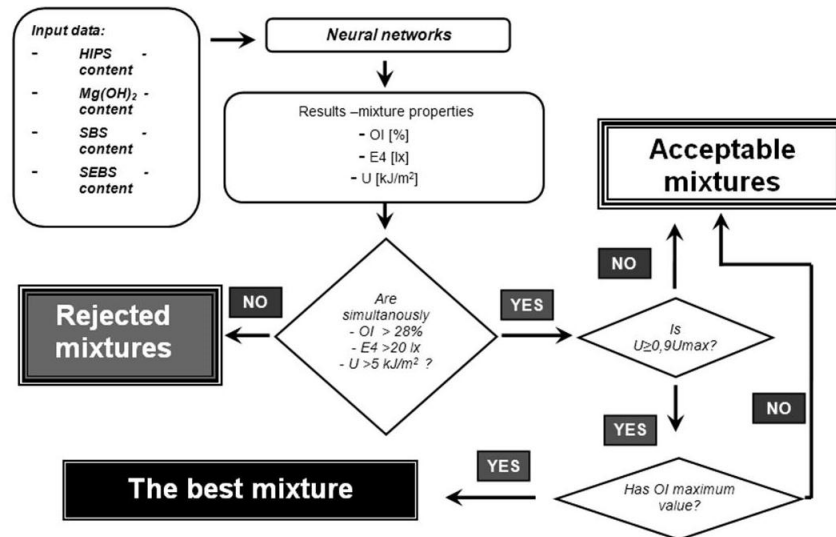 Input data:
- HIPS -
content
- Mg(OH)₂ -
content
- SBS -
content
- SEBS -
content
Neural networks
Results –mixture properties
- OI [%]
- E4 [lx]
- U [kJ/m²]
Acceptable
mixtures
NO
Rejected
mixtures
NO
Are
simultanously
- OI > 28%
- E4 >20 lx
- U >5 kJ/m² ?
YES
Is
U≥0,9Umax?
NO
YES
The best mixture
YES
Has OI maximum
value?